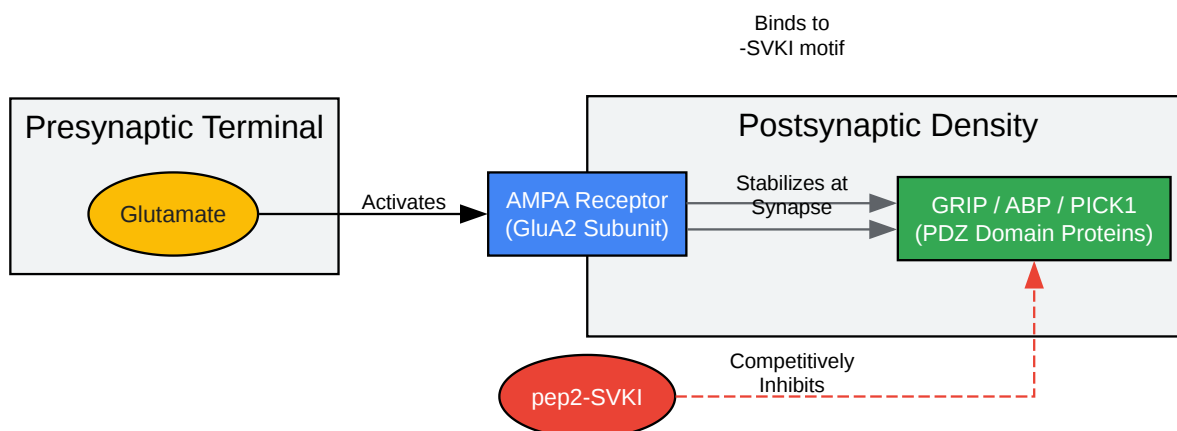 Binds to
-SVKI motif
Presynaptic Terminal
Postsynaptic Density
Glutamate
Activates
AMPA Receptor
(GluA2 Subunit)
Stabilizes at
Synapse
GRIP / ABP / PICK1
(PDZ Domain Proteins)
pep2-SVKI
Competitively
Inhibits